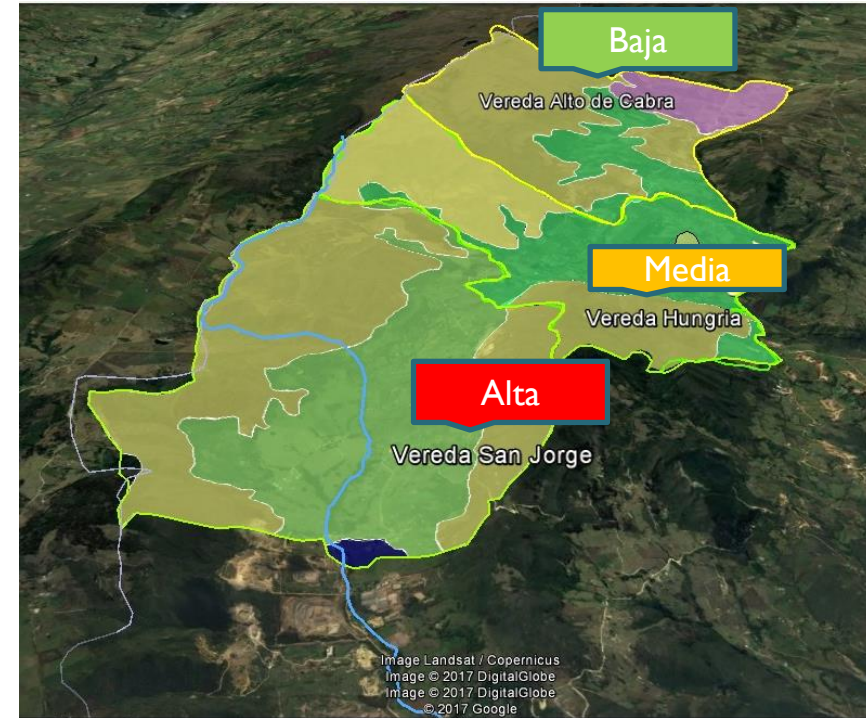 Baja
Vereda Alto de Cabra
Media
Vereda Hungria
Alta
Vereda San Jorge
Image Landsat / Copernicus
Image © 2017 DigitalGlobe
Image © 2017 DigitalGlobe
© 2017 Google